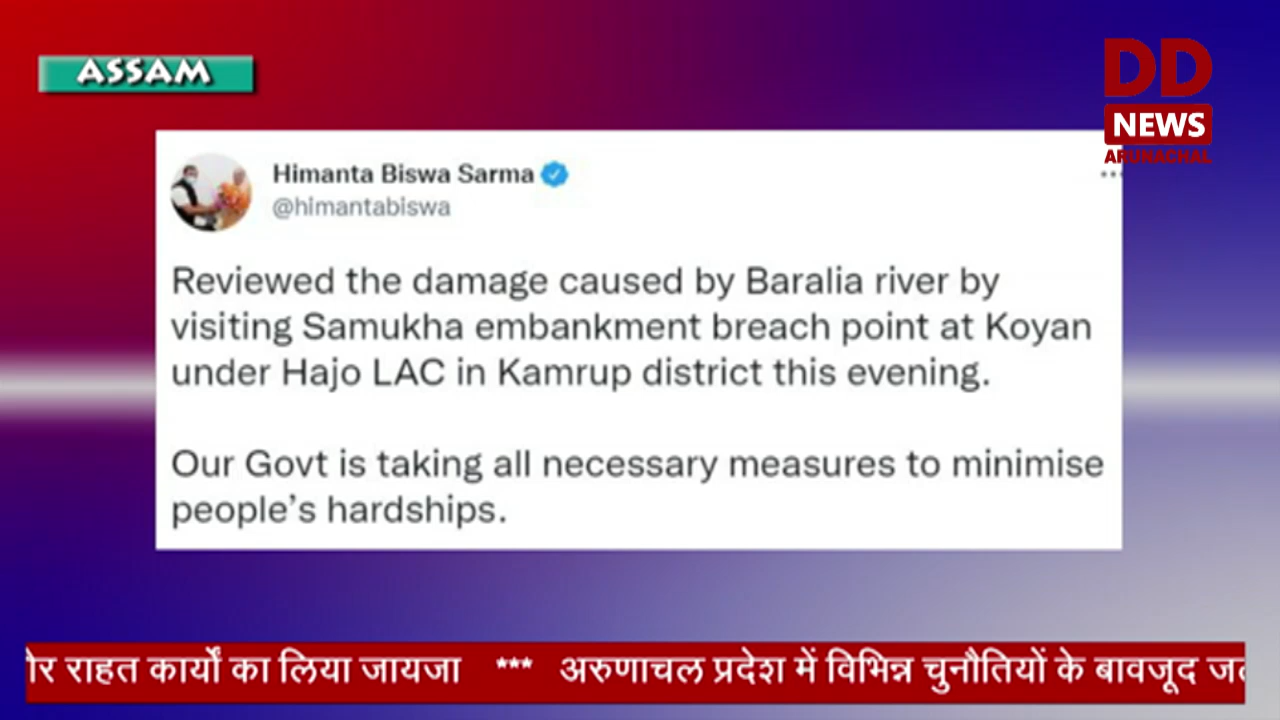 ASSAM
DD
NEWS
ARUNACHAL
Himanta Biswa Sarma
@himantabiswa
Reviewed the damage caused by Baralia river by
visiting Samukha embankment breach point at Koyan
under Hajo LAC in Kamrup district this evening.
Our Govt is taking all necessary measures to minimise
people’s hardships.
राहत कार्यों का लिया जायजा *** अरुणाचल प्रदेश में विभिन्न चुनौतियों के बावजूद